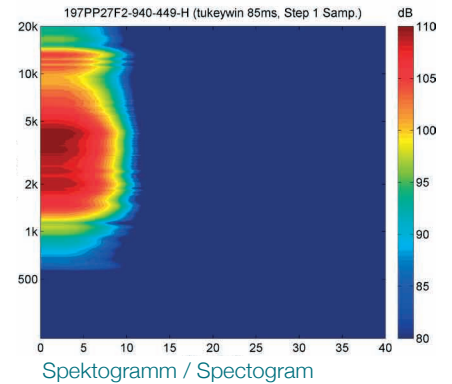 197PP27F2-940-449-H (tukeywin 85ms, Step 1 Samp.)
dB
20k
10k
5k
2k
1k
500
110
105
100
95
90
85
80
0 5 10 15 20 25 30 35 40
Spektogramm / Spectogram